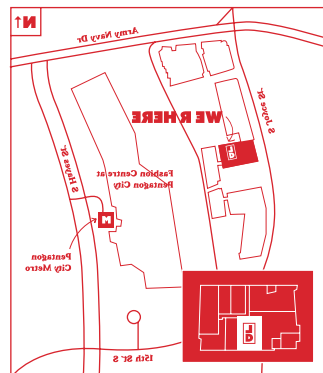 N↑
Army Navy Dr
S Joyce St
WE R HERE
Fashion Centre at
Pentagon City
S Hayes St
M
Pentagon
City Metro
15th St S